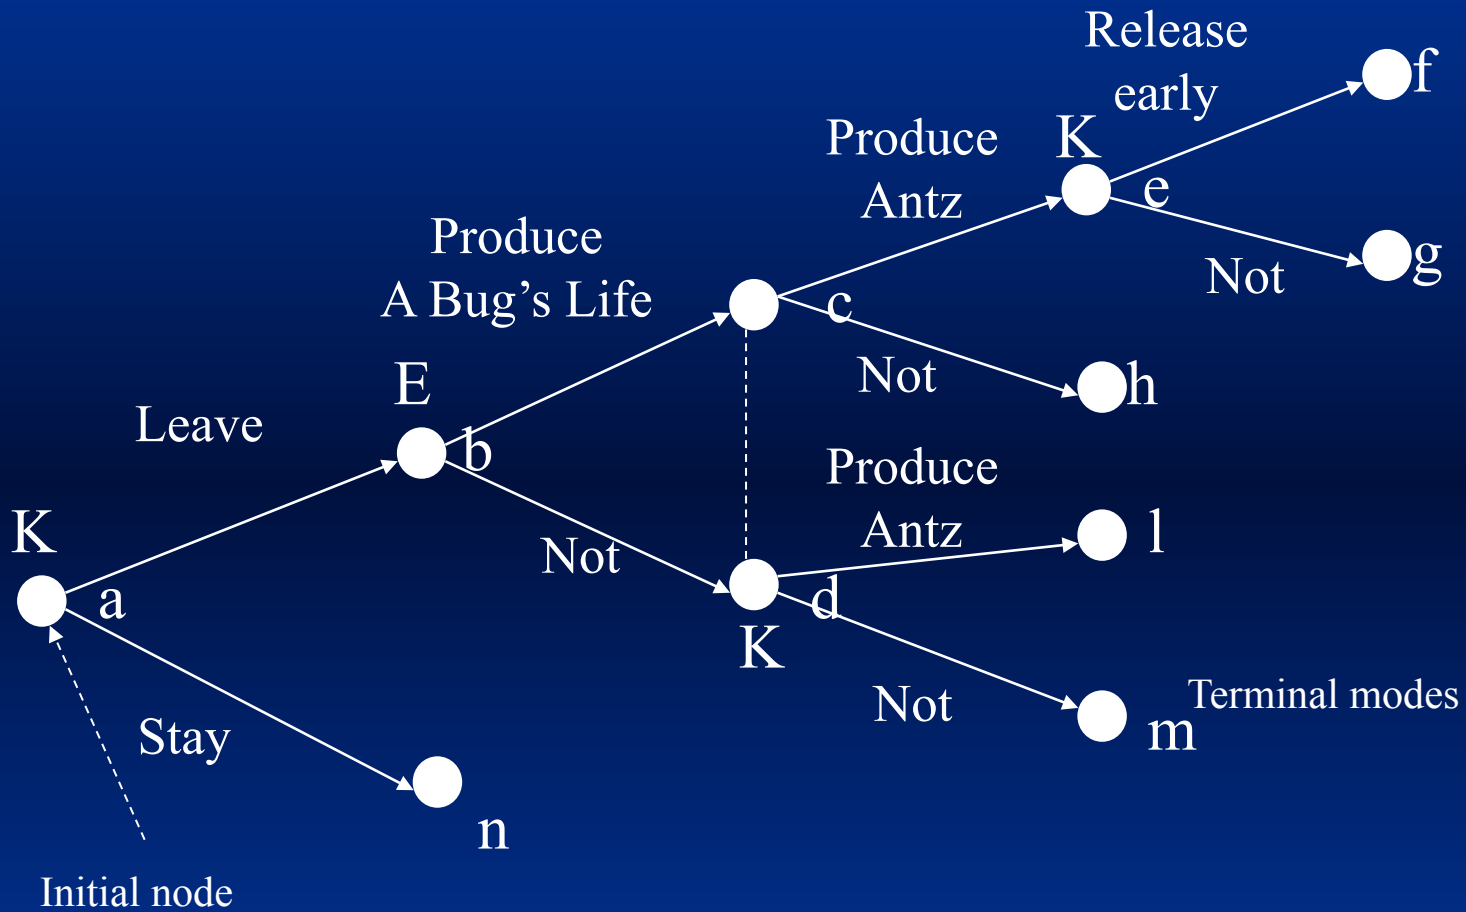 Release
early
f
Produce
Antz
K
e
g
Not
Produce
A Bug's Life
c
Not
h
E
Leave
b
Produce
Antz
l
K
Not
a
d
K
Not
Terminal modes
m
Stay
n
Initial node